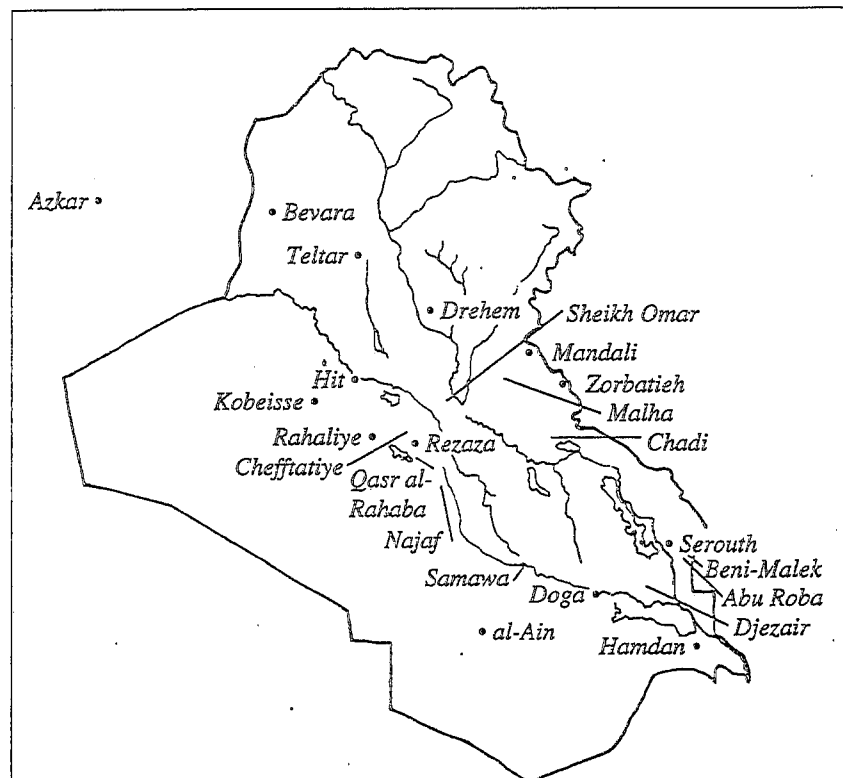 Azkar
Bevara
Teltar
Drehem
Sheikh Omar
Mandali
Hit
Zorbatieh
Kobeisse
Malha
Rahaliye
Rezaza
Chadi
Chefftatiye
Qasr al-
Rahaba
Najaf
Serouth
Samawa
Beni-Malek
Doga
Abu Roba
Djezair
al-Ain
Hamdan